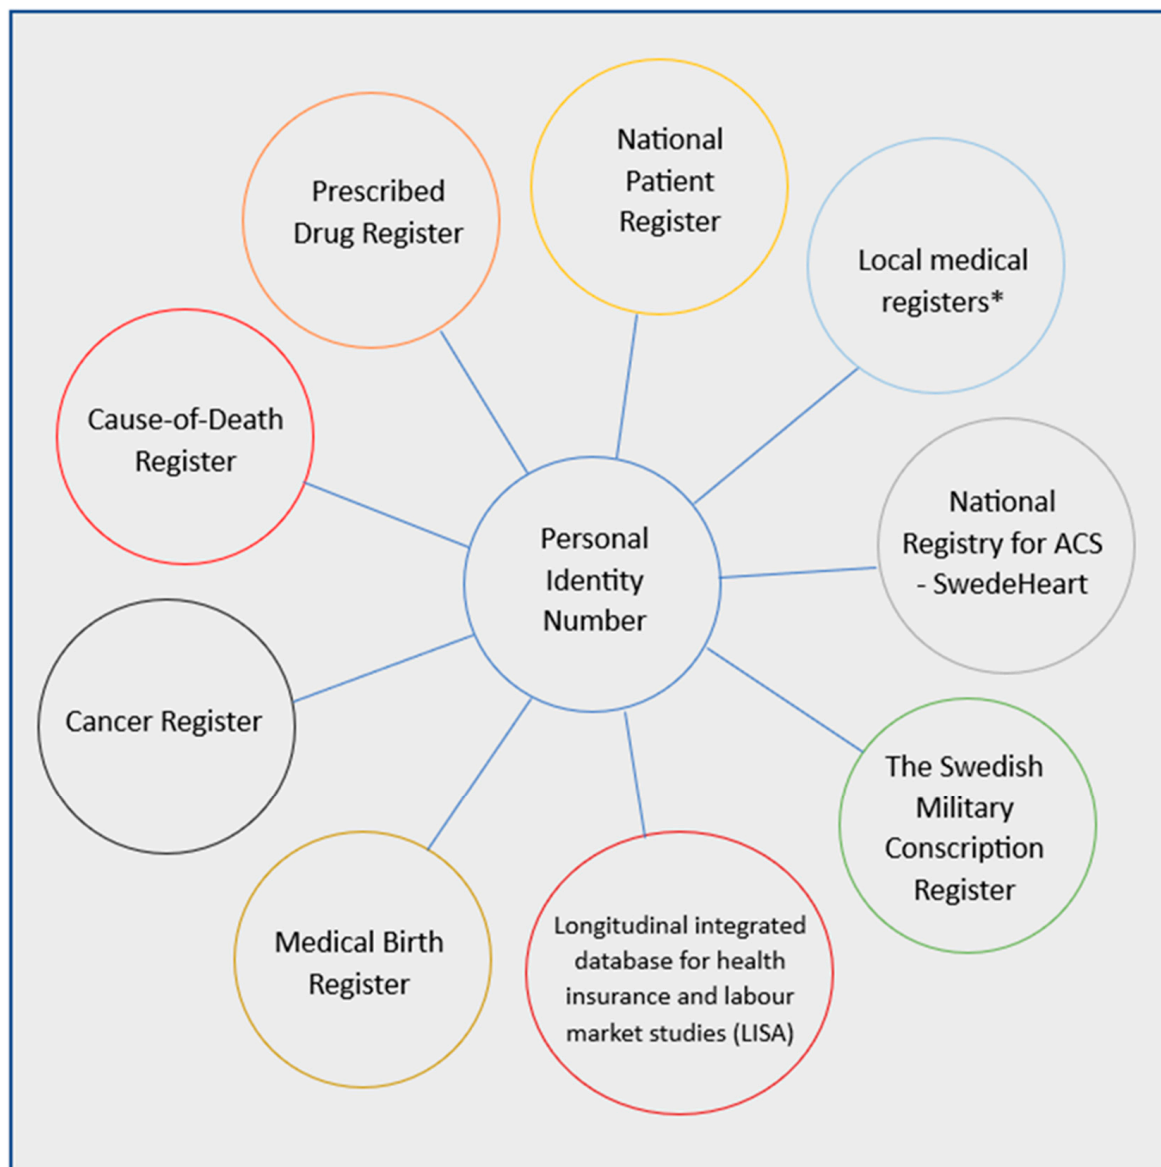 National
Patient
Register
Prescribed
Drug Register
Local medical
registers*
Cause-of-Death
Register
National
Registry for ACS
- SwedeHeart
Personal
Identity
Number
Cancer Register
The Swedish
Military
Conscription
Register
Medical Birth
Register
Longitudinal integrated
database for health
insurance and labour
market studies (LISA)